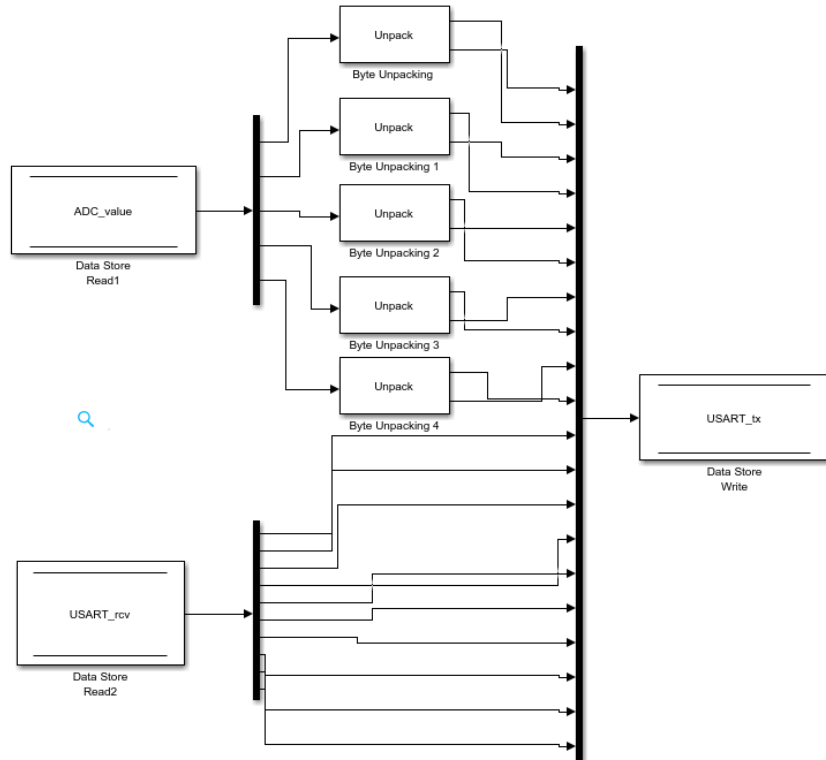 Unpack
Byte Unpacking
Unpack
Byte Unpacking 1
ADC_value
Data Store
Read1
Unpack
Byte Unpacking 2
Unpack
Byte Unpacking 3
Unpack
Byte Unpacking 4
USART_tx
Data Store
Write
USART_rcv
Data Store
Read2